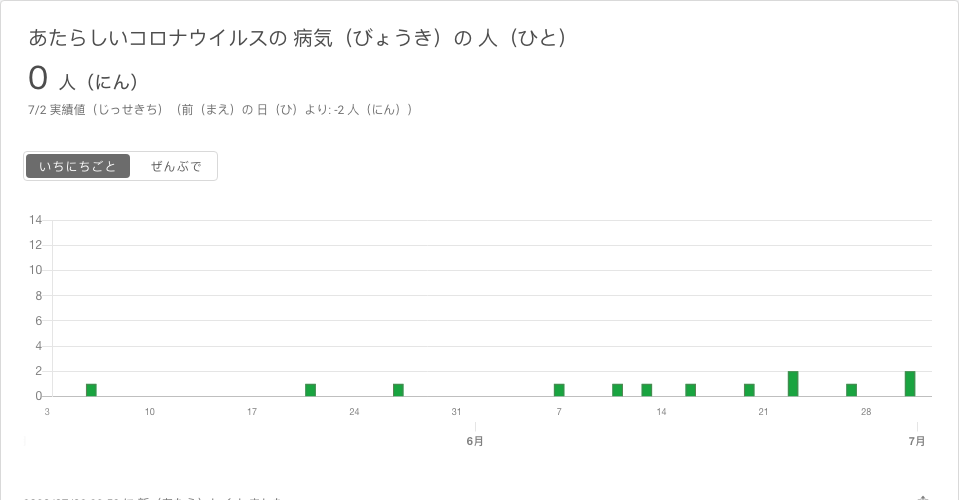 あたらしいコロナウイルスの 病気（びょうき）の 人（ひと）
0 人（にん）
7/2 実績値（じっせきち）（前（まえ）の 日（ひ）より: -2 人（にん））
いちにちごと ぜんぶで
14
12
10
8
6
4
2
0
3 10 17 24 31 7 14 21 28
6月 7月